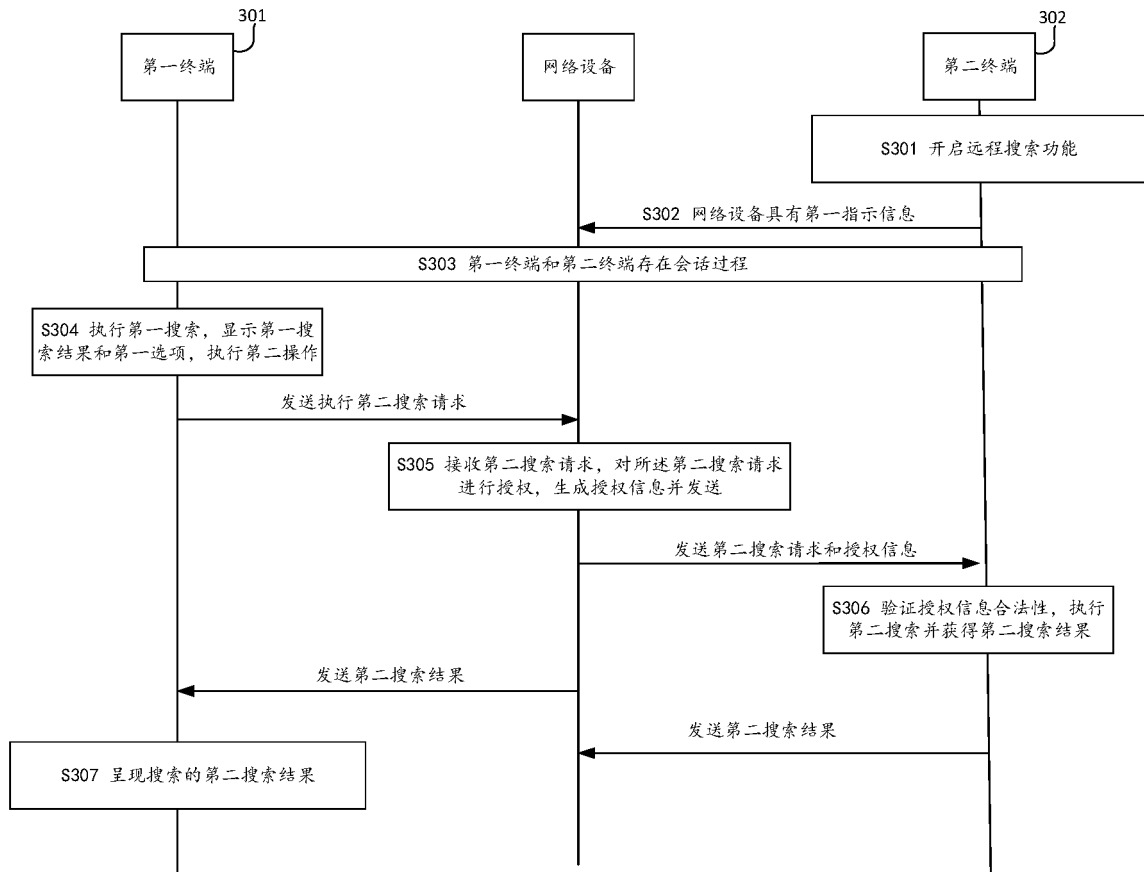 301
302
第一终端
网络设备
第二终端
S301 开启远程搜索功能
S302 网络设备具有第一指示信息
S303 第一终端和第二终端存在会话过程
S304 执行第一搜索，显示第一搜
索结果和第一选项，执行第二操作
发送执行第二搜索请求
S305 接收第二搜索请求，对所述第二搜索请求
进行授权，生成授权信息并发送
发送第二搜索请求和授权信息
S306 验证授权信息合法性，执行
第二搜索并获得第二搜索结果
发送第二搜索结果
发送第二搜索结果
S307 呈现搜索的第二搜索结果